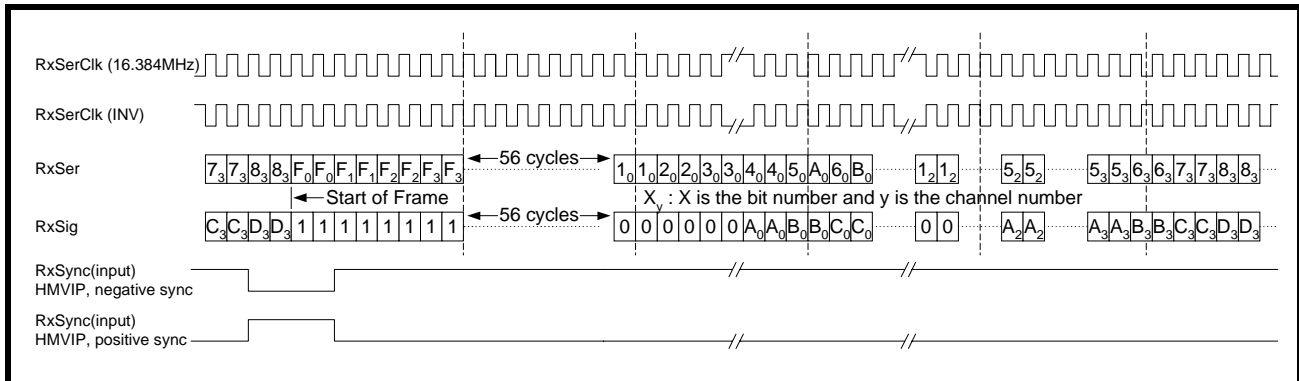 RxSerClk (16.384MHz)
RxSerClk (INV)
RxSer 7₃ 7₃ 8₃ 8₃ F₀ F₀ F₁ F₁ F₂ F₂ F₃ F₃ 56 cycles 1₀ 1₀ 2₀ 2₀ 3₀ 3₀ 4₀ 4₀ 5₀ A₀ 6₀ B₀ 1₂ 1₂ 5₂ 5₂ 5₃ 5₃ 6₃ 6₃ 7₃ 7₃ 8₃ 8₃
Start of Frame X_y : X is the bit number and y is the channel number
RxSig C₃ C₃ D₃ D₃ 1 1 1 1 1 1 1 1 56 cycles 0 0 0 0 0 0 A₀ A₀ B₀ B₀ C₀ C₀ 0 0 A₂ A₂ A₃ A₃ B₃ B₃ C₃ C₃ D₃ D₃
RxSync(input)
HMVIP, negative sync
RxSync(input)
HMVIP, positive sync